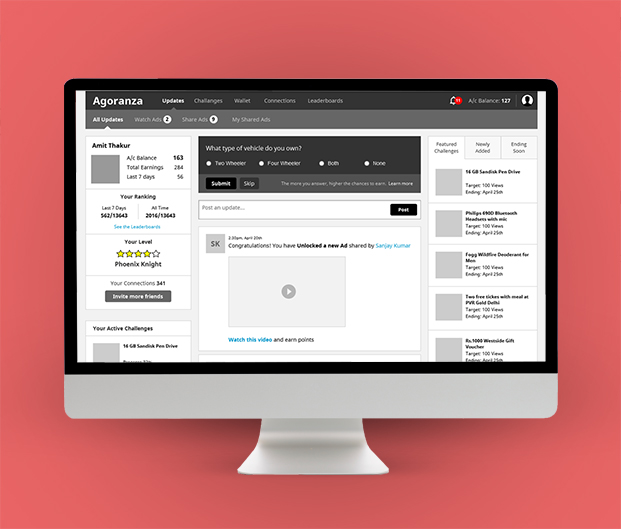 Agoranza
Updates
Challanges
Wallet
Connections
Leaderboards
A/c Balance: 127
All Updates
Watch Ads 2
Share Ads 9
My Shared Ads
Amit Thakur
A/c Balance 163
Total Earnings 284
Last 7 days 56
Your Ranking
Last 7 Days All Time
562/13643 2016/13643
See the Leaderboards
Your Level
Phoenix Knight
Your Connections 341
Invite more friends
Your Active Challenges
16 GB Sandisk Pen Drive
What type of vehicle do you own?
Two Wheeler Four Wheeler Both None
Submit Skip The more you answer, higher the chances to earn. Learn more
Post an update...
Post
SK
2:30am, April 20th
Congratulations! You have Unlocked a new Ad shared by Sanjay Kumar
Watch this video and earn points
Featured Challenges
Newly Added
Ending Soon
16 GB Sandisk Pen Drive
Target: 100 Views
Ending: April 25th
Philips 690D Bluetooth
Headsets with mic
Target: 100 Views
Ending: April 25th
Fogg Wildfire Deodorant for
Men
Target: 100 Views
Ending: April 25th
Two free tickes with meal at
PVR Gold Delhi
Ending: April 25th
Rs.1000 Westside Gift
Voucher
Target: 100 Views
Ending: April 25th